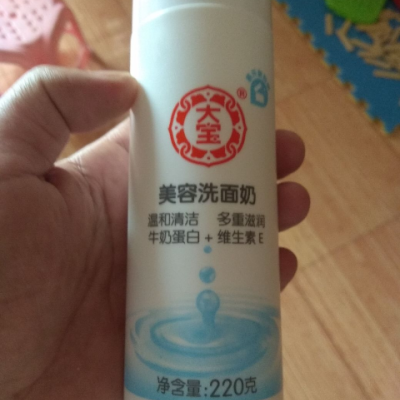 大宝
®
美容洗面奶
温和清洁 多重滋润
牛奶蛋白 + 维生素 E
净含量:220克